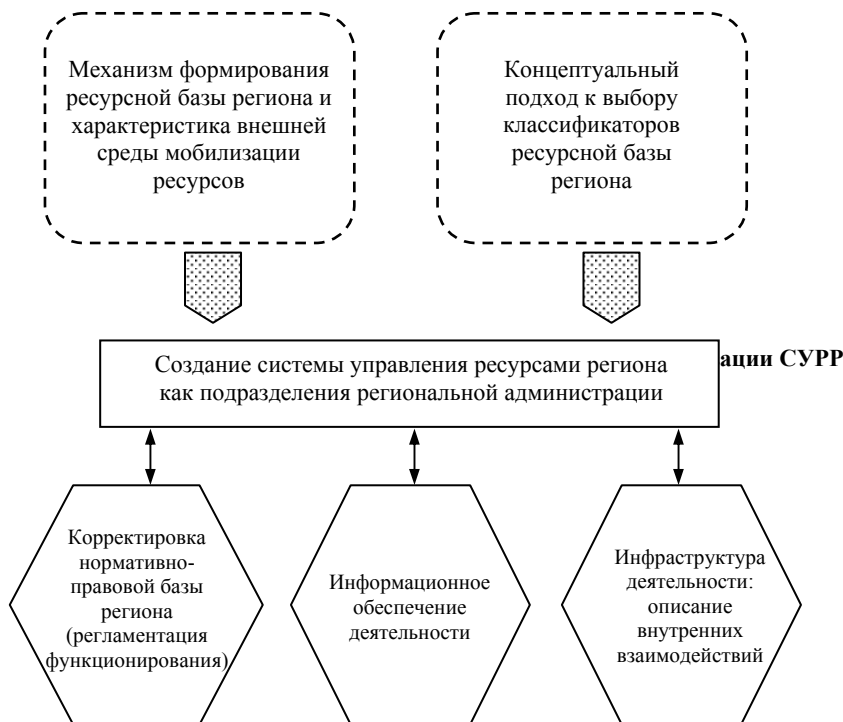 Механизм формирования
ресурсной базы региона и
характеристика внешней
среды мобилизации
ресурсов
Концептуальный
подход к выбору
классификаторов
ресурсной базы
региона
Создание системы управления ресурсами региона
как подразделения региональной администрации
ации СУРР
Корректировка
нормативно-
правовой базы
региона
(регламентация
функционирования)
Информационное
обеспечение
деятельности
Инфраструктура
деятельности:
описание
внутренних
взаимодействий